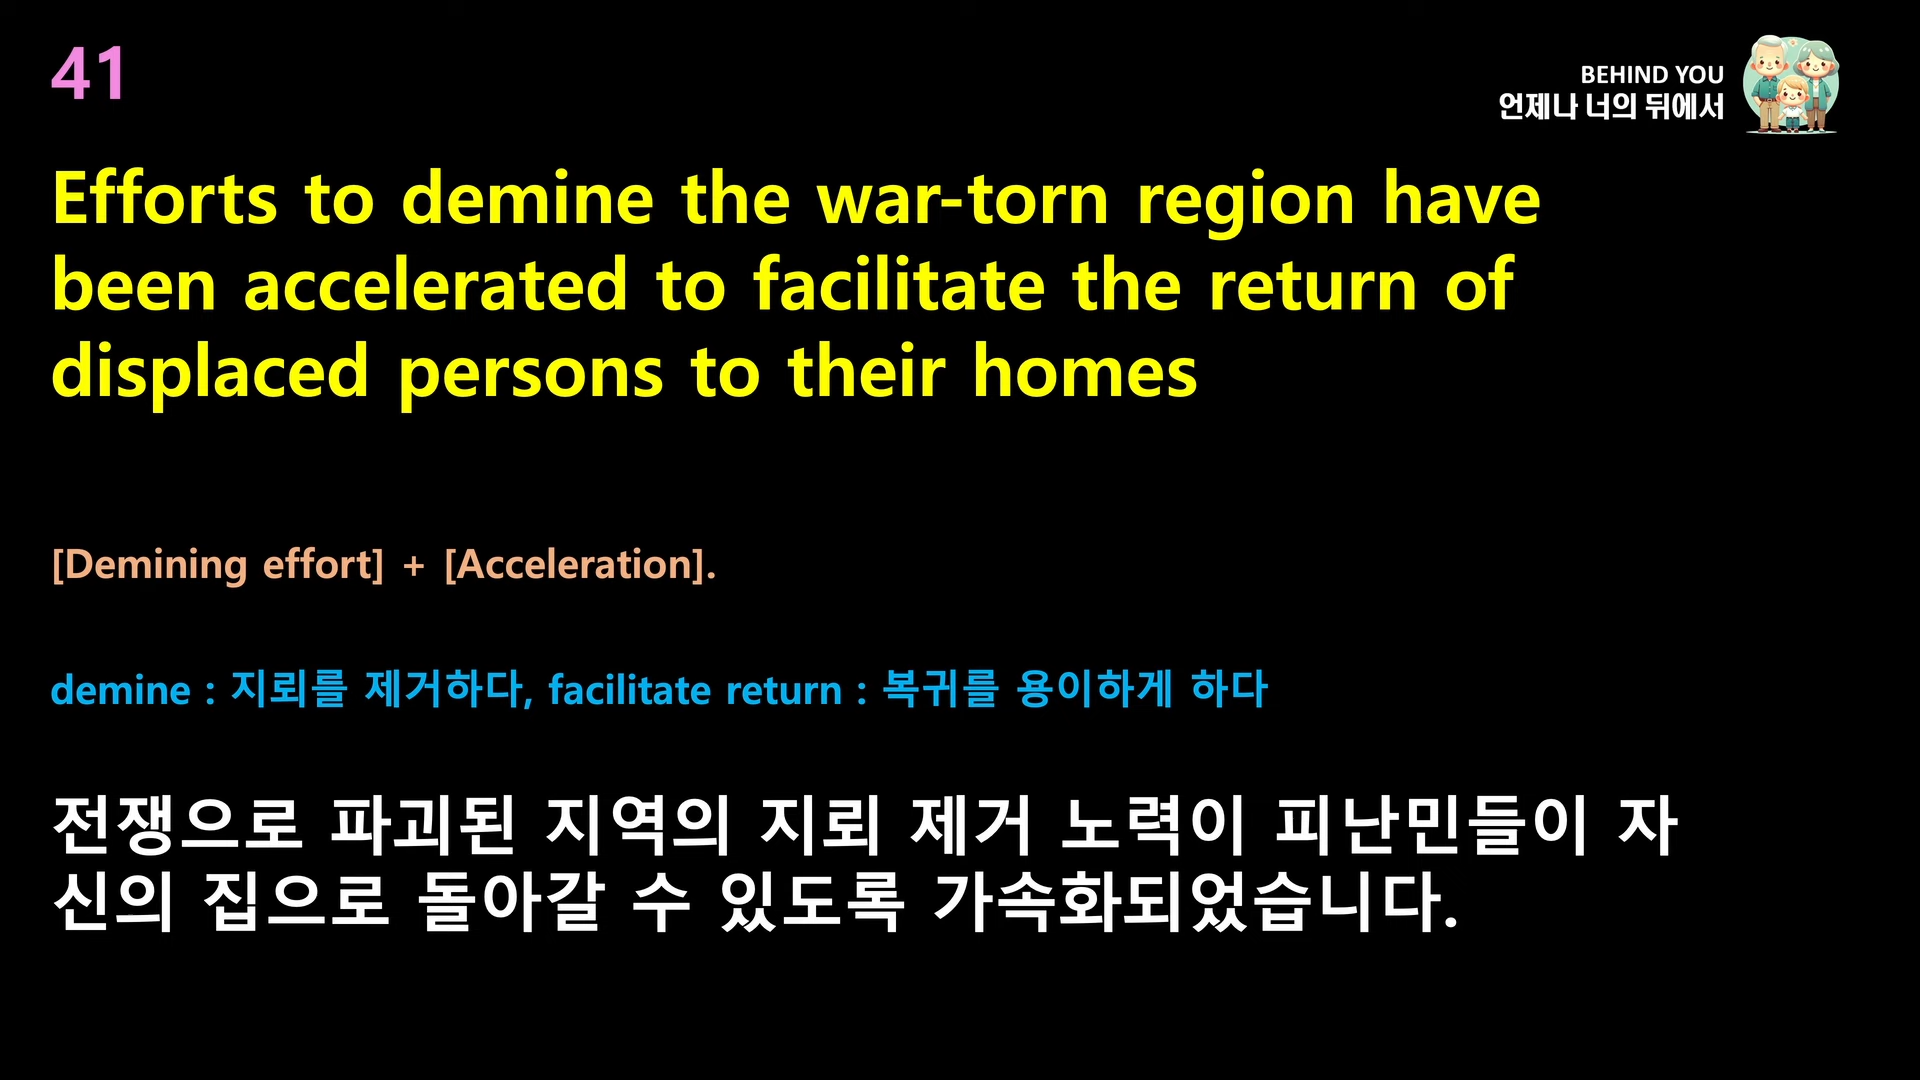 41
BEHIND YOU
언제나 너의 뒤에서
Efforts to demine the war-torn region have
been accelerated to facilitate the return of
displaced persons to their homes
[Demining effort] + [Acceleration].
demine : 지뢰를 제거하다, facilitate return : 복귀를 용이하게 하다
전쟁으로 파괴된 지역의 지뢰 제거 노력이 피난민들이 자
신의 집으로 돌아갈 수 있도록 가속화되었습니다.